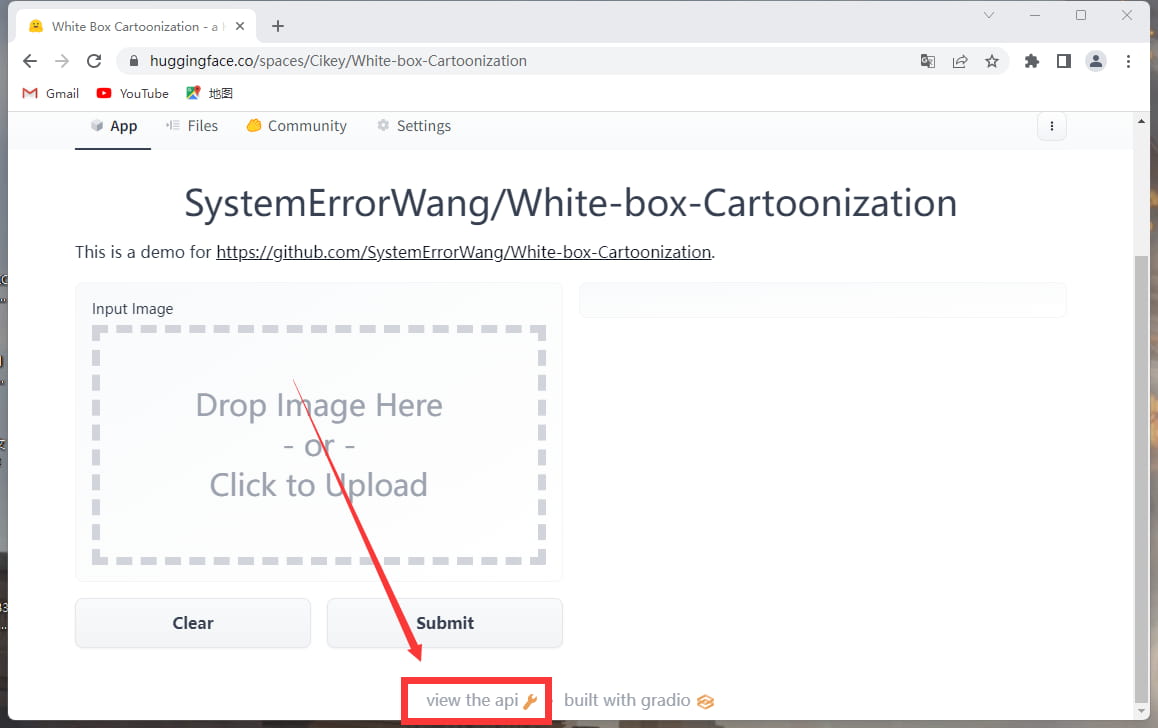 White Box Cartoonization - a
huggingface.co/spaces/Cikey/White-box-Cartoonization
Gmail YouTube 地图
App Files Community Settings
SystemErrorWang/White-box-Cartoonization
This is a demo for https://github.com/SystemErrorWang/White-box-Cartoonization.
Input Image
Drop Image Here
- or -
Click to Upload
Clear Submit
view the api built with gradio